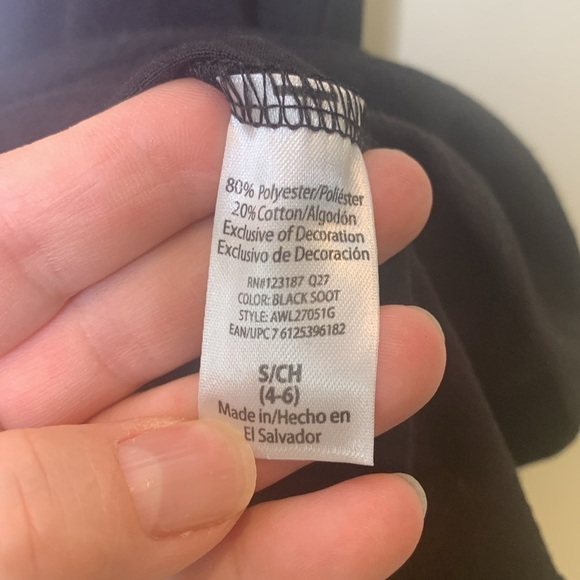 80% Polyester/Poliéster
20% Cotton/Algodón
Exclusive of Decoration
Exclusivo de Decoración
RN#123187 Q27
COLOR: BLACK SOOT
STYLE: AWL27051G
EAN/UPC 7 6125396182
S/CH
(4-6)
Made in/Hecho en
El Salvador